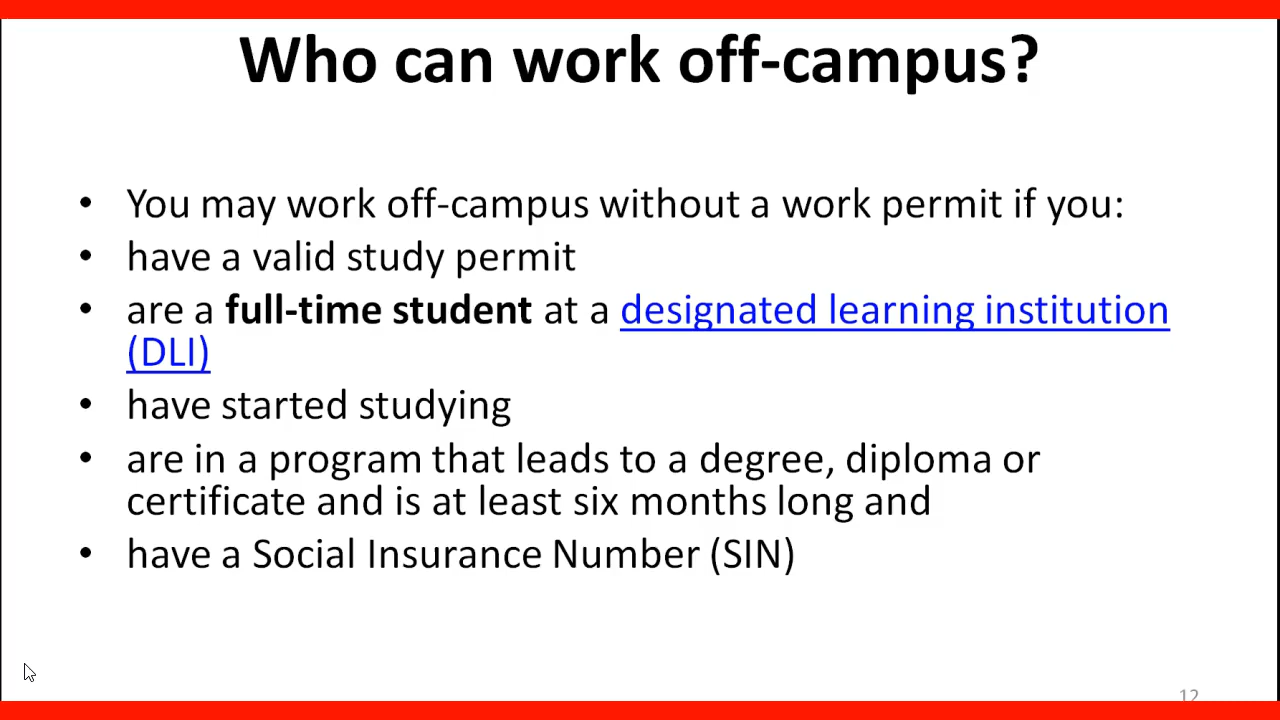 Who can work off-campus?
• You may work off-campus without a work permit if you:
• have a valid study permit
• are a full-time student at a designated learning institution
(DLI)
• have started studying
• are in a program that leads to a degree, diploma or
certificate and is at least six months long and
• have a Social Insurance Number (SIN)
12